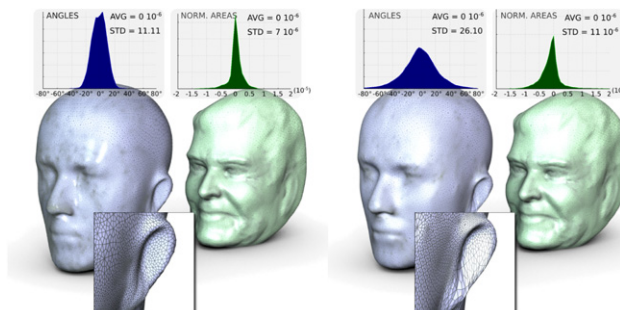 ANGLES
AVG = 0 10-6
STD = 11.11
-80° -60° -40° -20° 0° 20° 40° 60° 80°
NORM. AREAS
AVG = 0 10-6
STD = 7 10-6
-2 -1.5 -1 -0.5 0 0.5 1 1.5 2 (10-5)
ANGLES
AVG = 0 10-6
STD = 26.10
-80° -60° -40° -20° 0° 20° 40° 60° 80°
NORM. AREAS
AVG = 0 10-6
STD = 11 10-6
-2 -1.5 -1 -0.5 0 0.5 1 1.5 2 (10